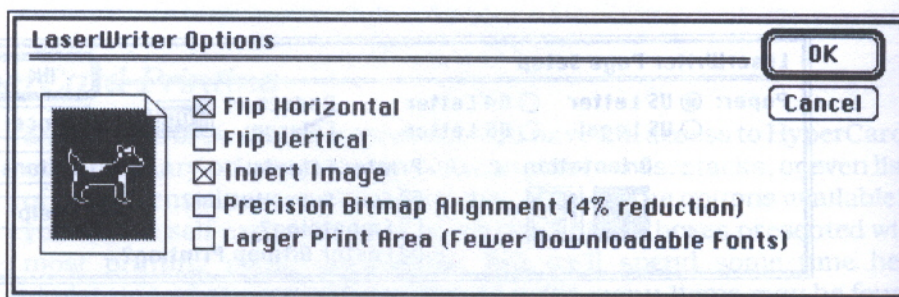 LaserWriter Options
OK
Cancel
Flip Horizontal
Flip Vertical
Invert Image
Precision Bitmap Alignment (4% reduction)
Larger Print Area (Fewer Downloadable Fonts)